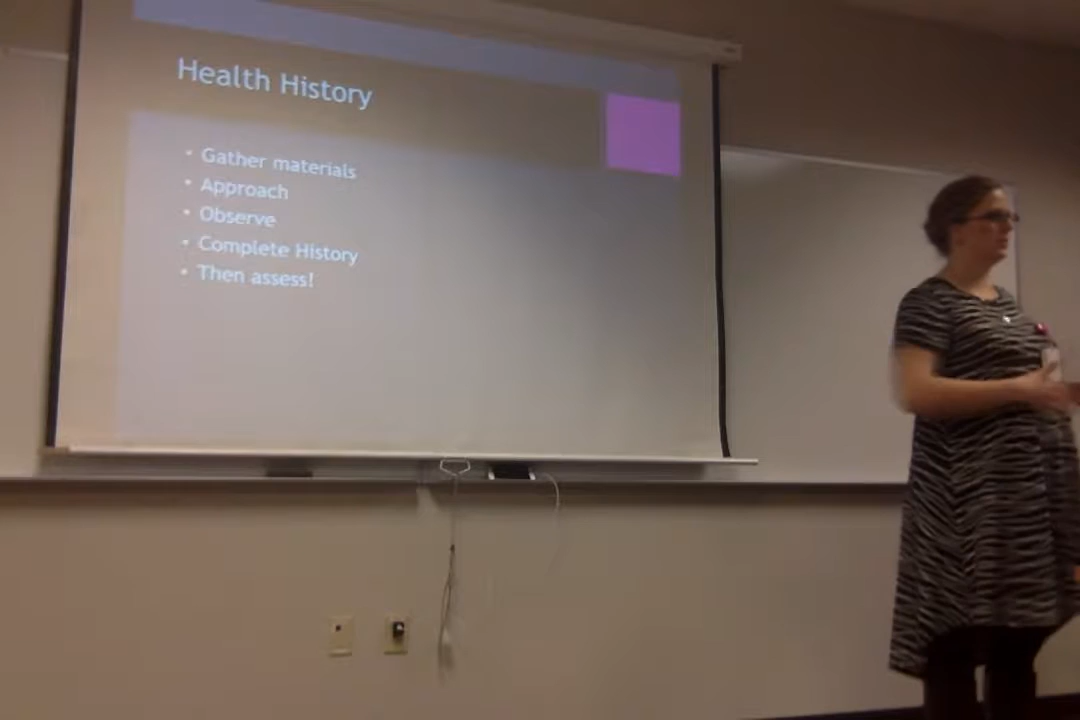 Health History
• Gather materials
• Approach
• Observe
• Complete History
• Then assess!